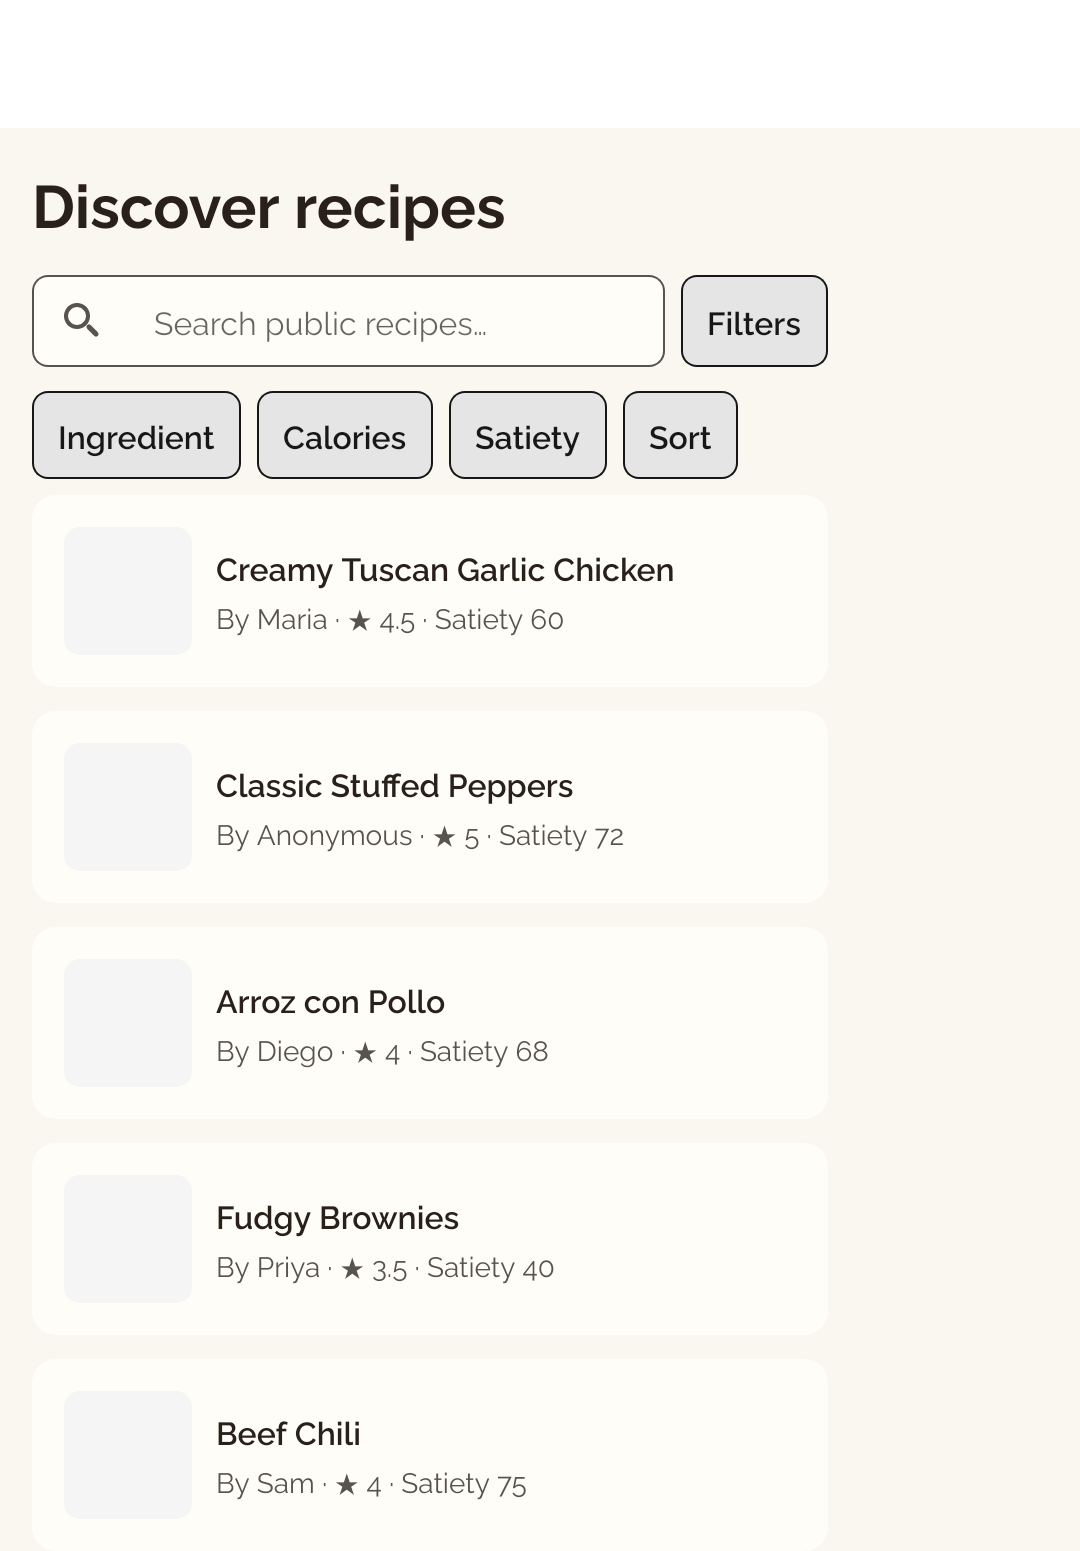 Discover recipes
Search public recipes... Filters
Ingredient Calories Satiety Sort
Creamy Tuscan Garlic Chicken
By Maria · ★ 4.5 · Satiety 60
Classic Stuffed Peppers
By Anonymous · ★ 5 · Satiety 72
Arroz con Pollo
By Diego · ★ 4 · Satiety 68
Fudgy Brownies
By Priya · ★ 3.5 · Satiety 40
Beef Chili
By Sam · ★ 4 · Satiety 75